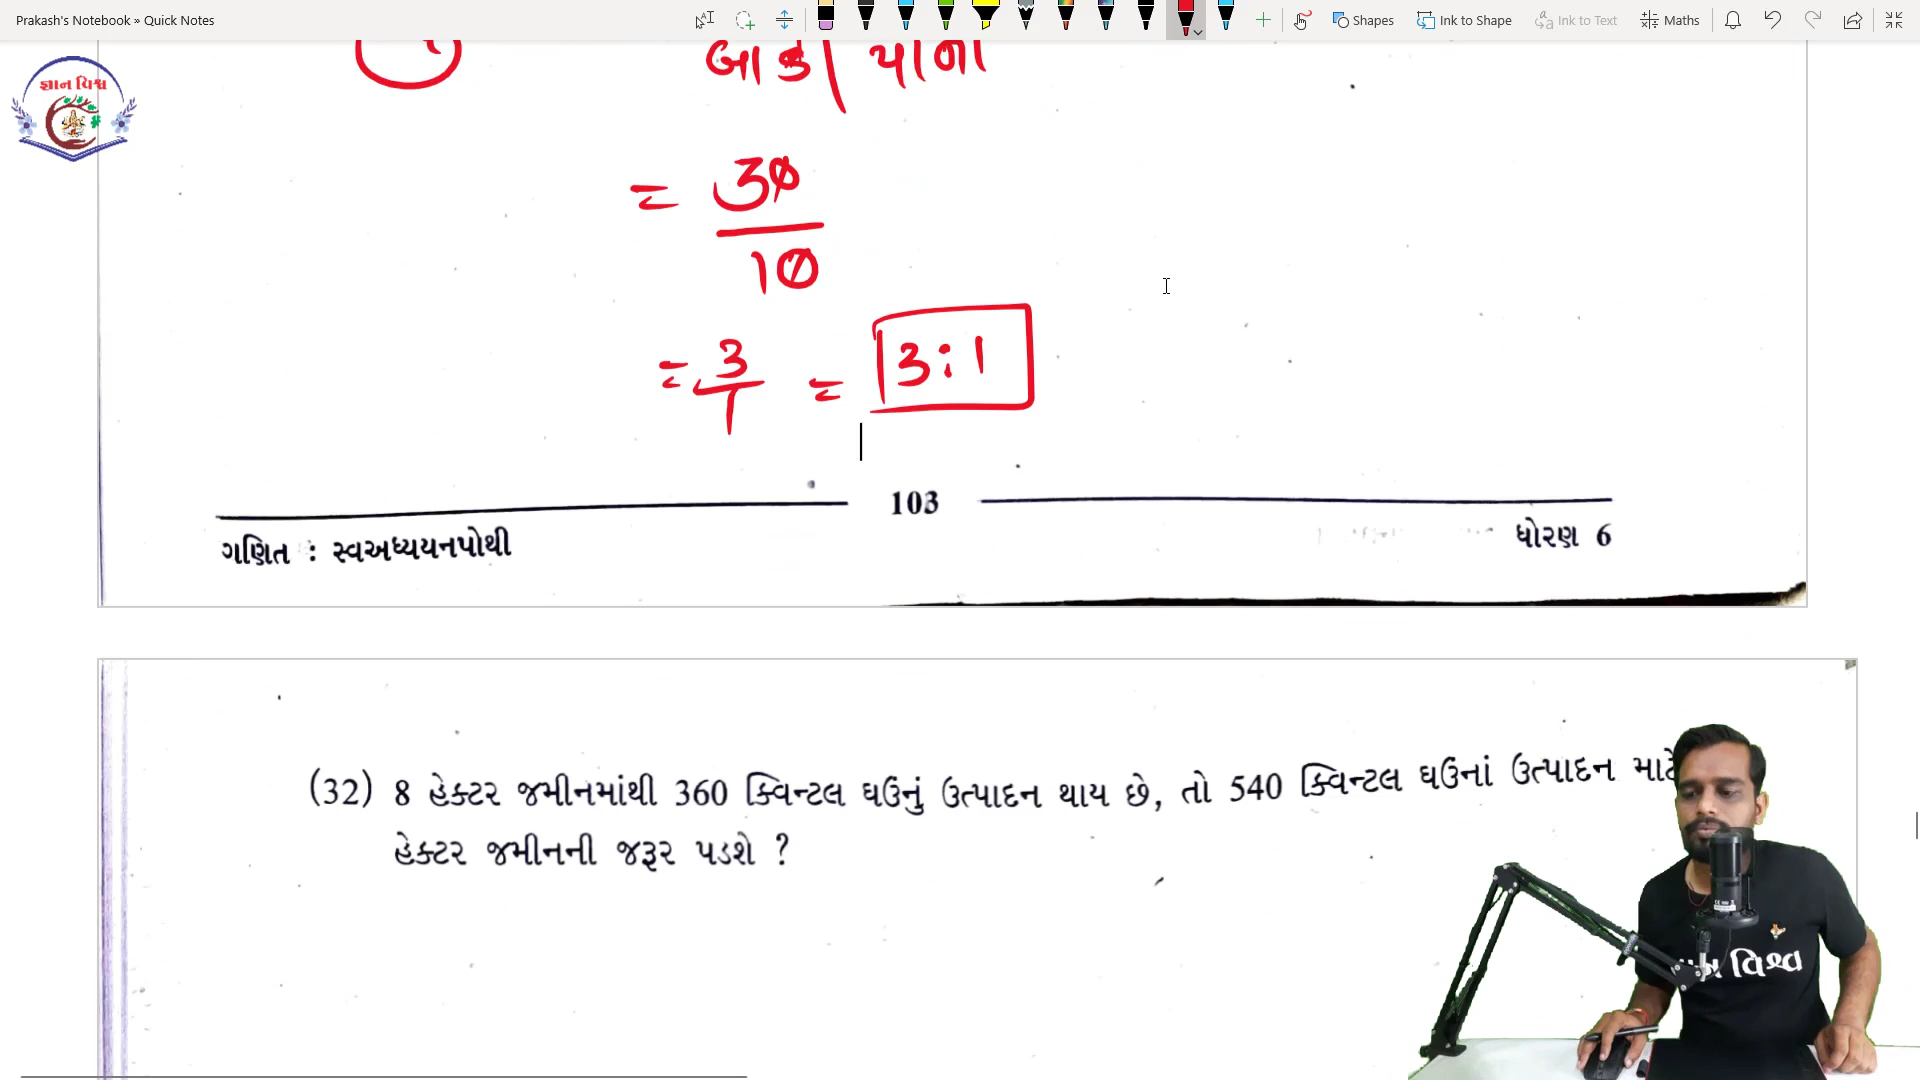 Prakash's Notebook » Quick Notes
Shapes Ink to Shape Ink to Text Maths
જ્ઞાન વિશ્વ
= 30
10
= 3
1
= 3:1
103
ગણિત : સ્વઅધ્યયનપોથી
ધોરણ 6
(32) 8 હેક્ટર જમીનમાંથી 360 ક્વિન્ટલ ઘઉંનું ઉત્પાદન થાય છે, તો 540 ક્વિન્ટલ ઘઉંનાં ઉત્પાદન માટે
હેક્ટર જમીનની જરૂર પડશે ?
વિશ્વ